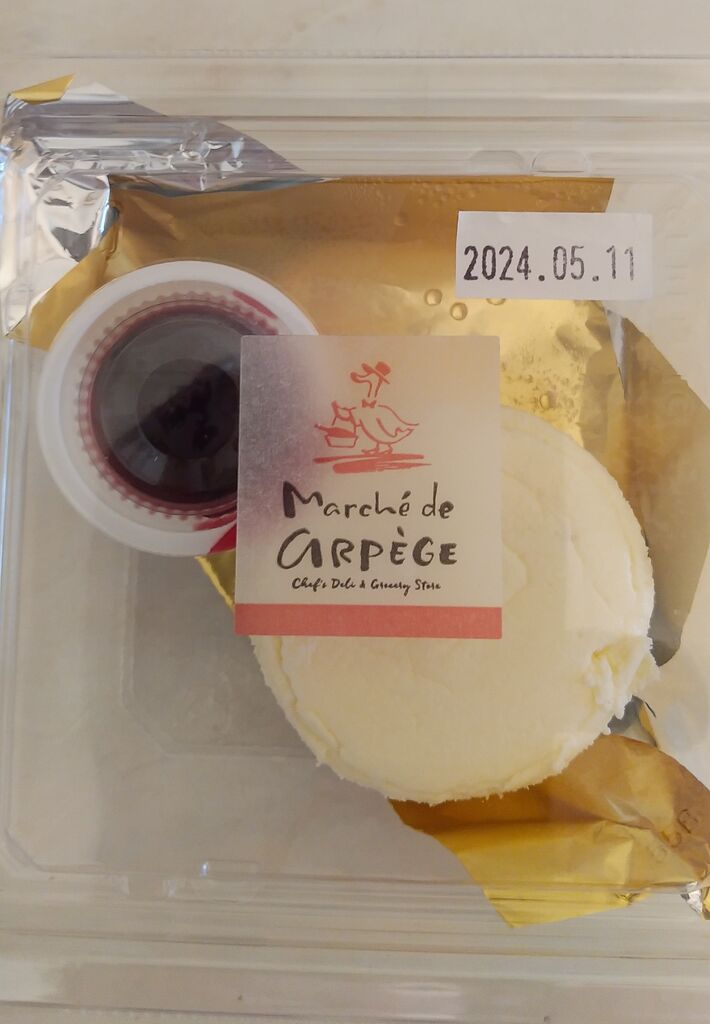 2024.05.11
Marché de
ARPÈGE
Chef's Deli & Grocery Store